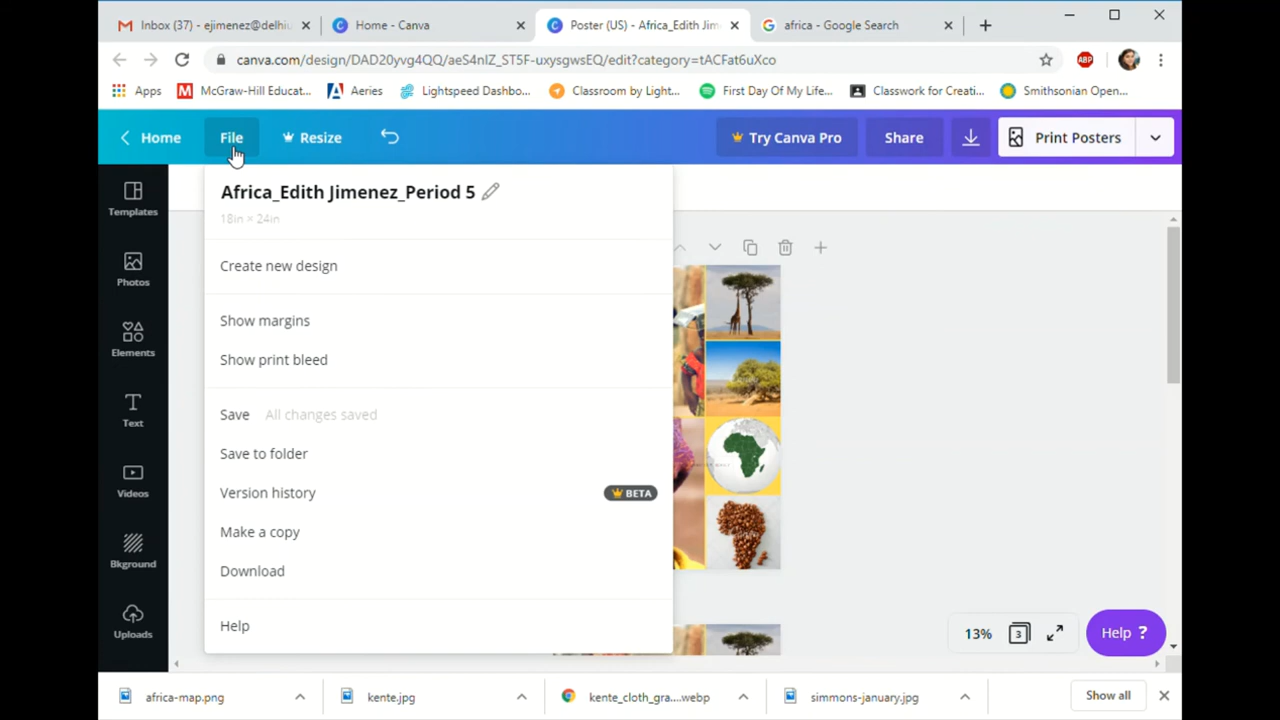 Inbox (37) - ejimenez@delhiu
Home - Canva
Poster (US) - Africa_Edith Jim
africa - Google Search
canva.com/design/DAD20yvg4QQ/aeS4nIZ_ST5F-uxysgwsEQ/edit?category=tACFat6uXco
ABP
Apps
McGraw-Hill Educat...
Aeries
Lightspeed Dashbo...
Classroom by Light...
First Day Of My Life...
Classwork for Creati...
Smithsonian Open...
Home
File
Resize
Try Canva Pro
Share
Print Posters
Templates
Photos
Elements
Text
Videos
Bkground
Uploads
Africa_Edith Jimenez_Period 5
18in × 24in
Create new design
Show margins
Show print bleed
Save All changes saved
Save to folder
Version history BETA
Make a copy
Download
Help
13%
3
Help ?
africa-map.png
kente.jpg
kente_cloth_gra....webp
simmons-january.jpg
Show all